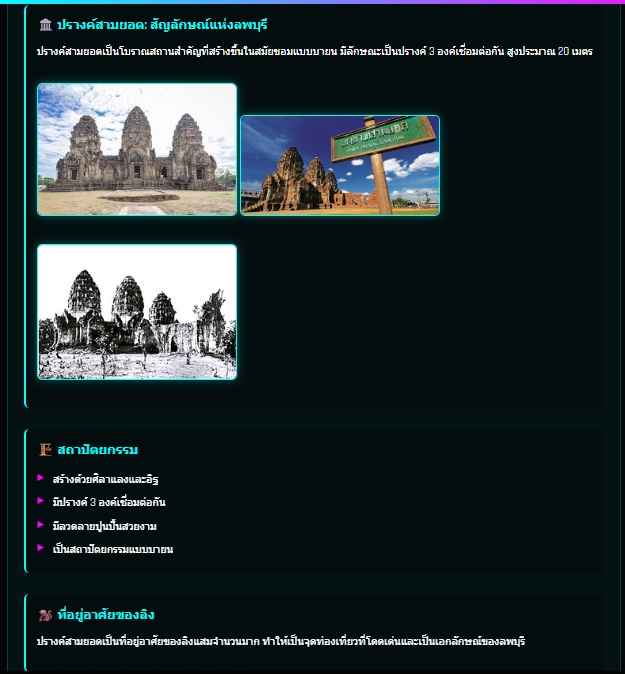 🏛️ ปรางค์สามยอด: สัญลักษณ์แห่งลพบุรี
ปรางค์สามยอดเป็นโบราณสถานสำคัญที่สร้างขึ้นในสมัยขอมแบบบายน มีลักษณะเป็นปรางค์ 3 องค์เชื่อมต่อกัน สูงประมาณ 20 เมตร
🏗️ สถาปัตยกรรม
สร้างด้วยศิลาแลงและอิฐ
มีปรางค์ 3 องค์เชื่อมต่อกัน
มีลวดลายปูนปั้นสวยงาม
เป็นสถาปัตยกรรมแบบบายน
🐒 ที่อยู่อาศัยของลิง
ปรางค์สามยอดเป็นที่อยู่อาศัยของลิงแสมจำนวนมาก ทำให้เป็นจุดท่องเที่ยวที่โดดเด่นและเป็นเอกลักษณ์ของลพบุรี